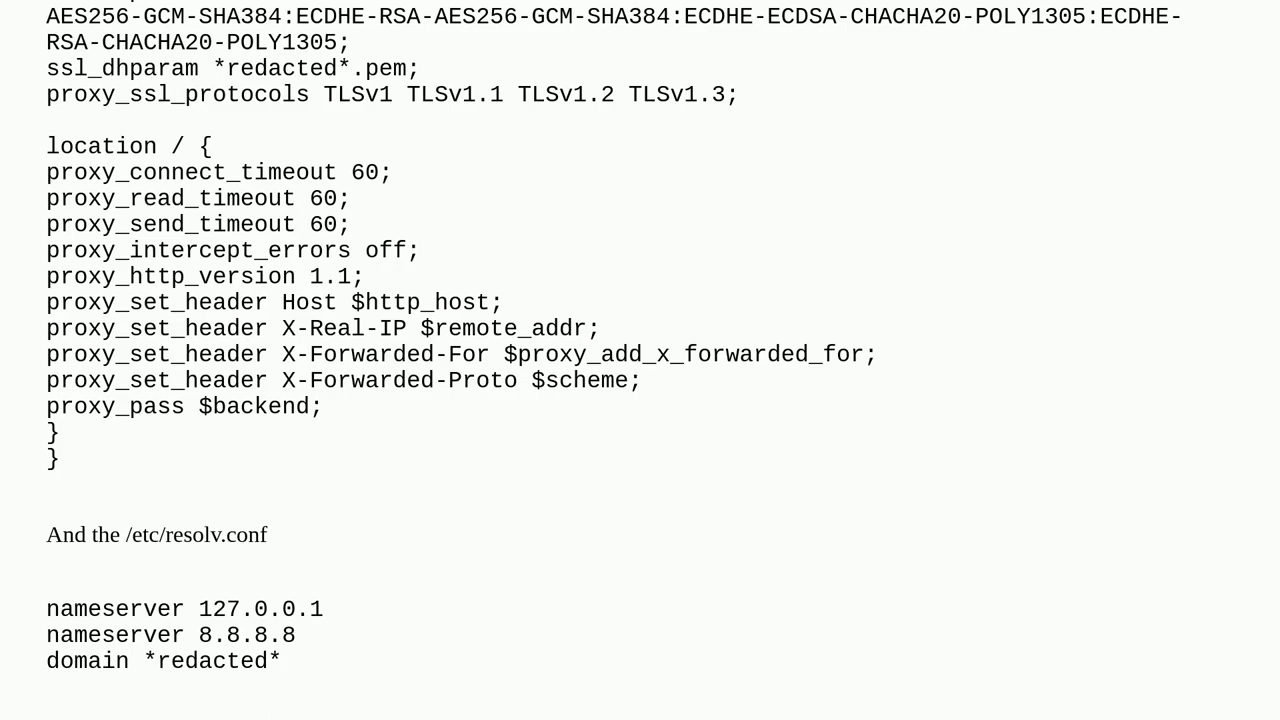 AES256-GCM-SHA384:ECDHE-RSA-AES256-GCM-SHA384:ECDHE-ECDSA-CHACHA20-POLY1305:ECDHE-
RSA-CHACHA20-POLY1305;
ssl_dhparam *redacted*.pem;
proxy_ssl_protocols TLSv1 TLSv1.1 TLSv1.2 TLSv1.3;
location / {
proxy_connect_timeout 60;
proxy_read_timeout 60;
proxy_send_timeout 60;
proxy_intercept_errors off;
proxy_http_version 1.1;
proxy_set_header Host $http_host;
proxy_set_header X-Real-IP $remote_addr;
proxy_set_header X-Forwarded-For $proxy_add_x_forwarded_for;
proxy_set_header X-Forwarded-Proto $scheme;
proxy_pass $backend;
}
}
And the /etc/resolv.conf
nameserver 127.0.0.1
nameserver 8.8.8.8
domain *redacted*